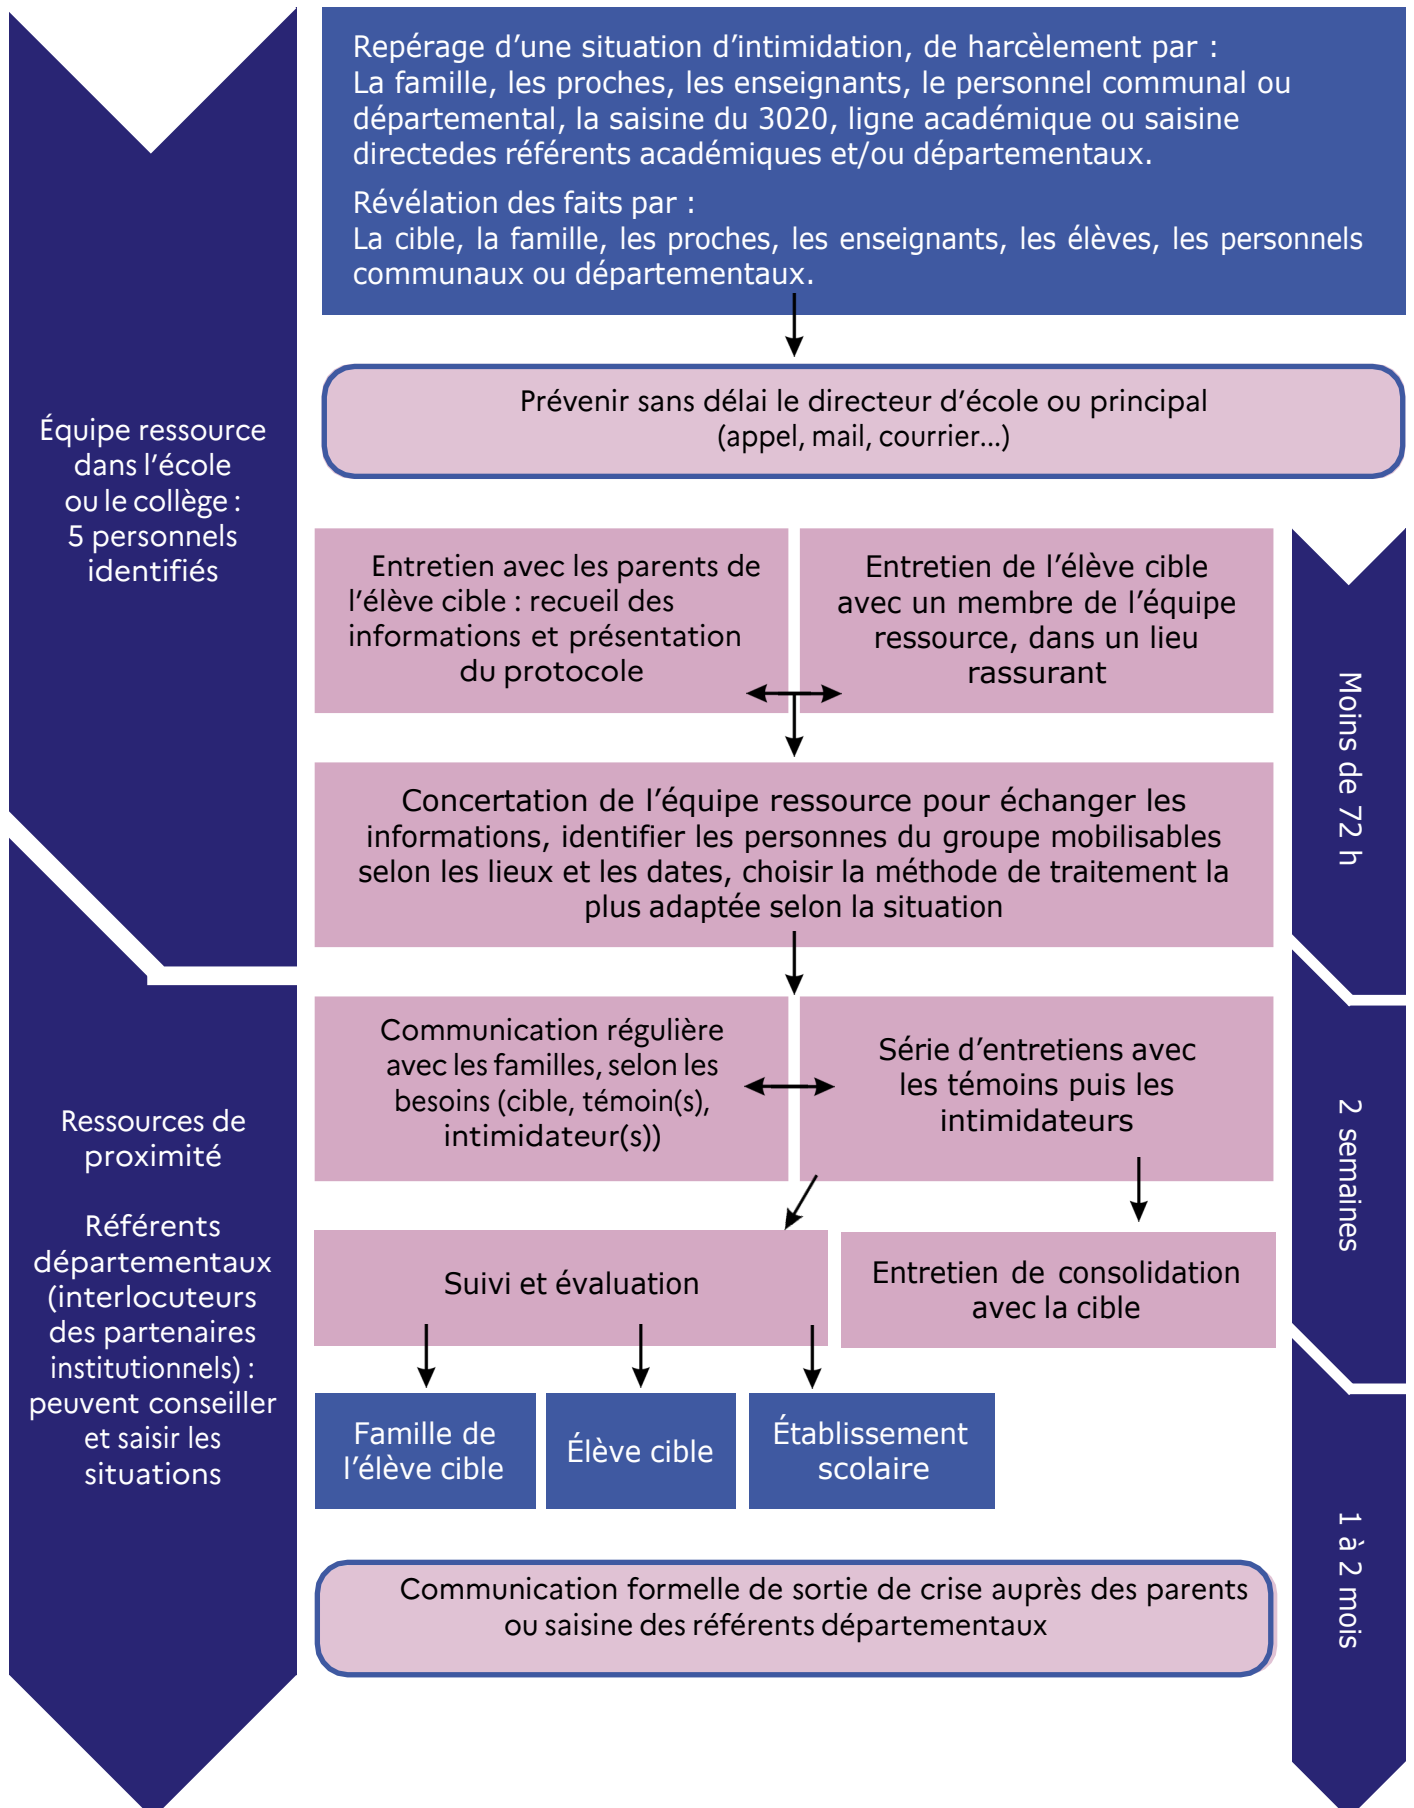 Repérage d'une situation d'intimidation, de harcèlement par :
La famille, les proches, les enseignants, le personnel communal ou
départemental, la saisine du 3020, ligne académique ou saisine
directedes référents académiques et/ou départementaux.
Révélation des faits par :
La cible, la famille, les proches, les enseignants, les élèves, les personnels
communaux ou départementaux.
Prévenir sans délai le directeur d'école ou principal
(appel, mail, courrier...)
Équipe ressource
dans l'école
ou le collège :
5 personnels
identifiés
Entretien avec les parents de
l'élève cible : recueil des
informations et présentation
du protocole
Entretien de l'élève cible
avec un membre de l'équipe
ressource, dans un lieu
rassurant
Moins de 72 h
Concertation de l'équipe ressource pour échanger les
informations, identifier les personnes du groupe mobilisables
selon les lieux et les dates, choisir la méthode de traitement la
plus adaptée selon la situation
Communication régulière
avec les familles, selon les
besoins (cible, témoin(s),
intimidateur(s))
Série d'entretiens avec
les témoins puis les
intimidateurs
2 semaines
Ressources de
proximité
Référents
départementaux
(interlocuteurs
des partenaires
institutionnels) :
peuvent conseiller
et saisir les
situations
Suivi et évaluation
Entretien de consolidation
avec la cible
Famille de
l'élève cible
Élève cible
Établissement
scolaire
1 à 2 mois
Communication formelle de sortie de crise auprès des parents
ou saisine des référents départementaux